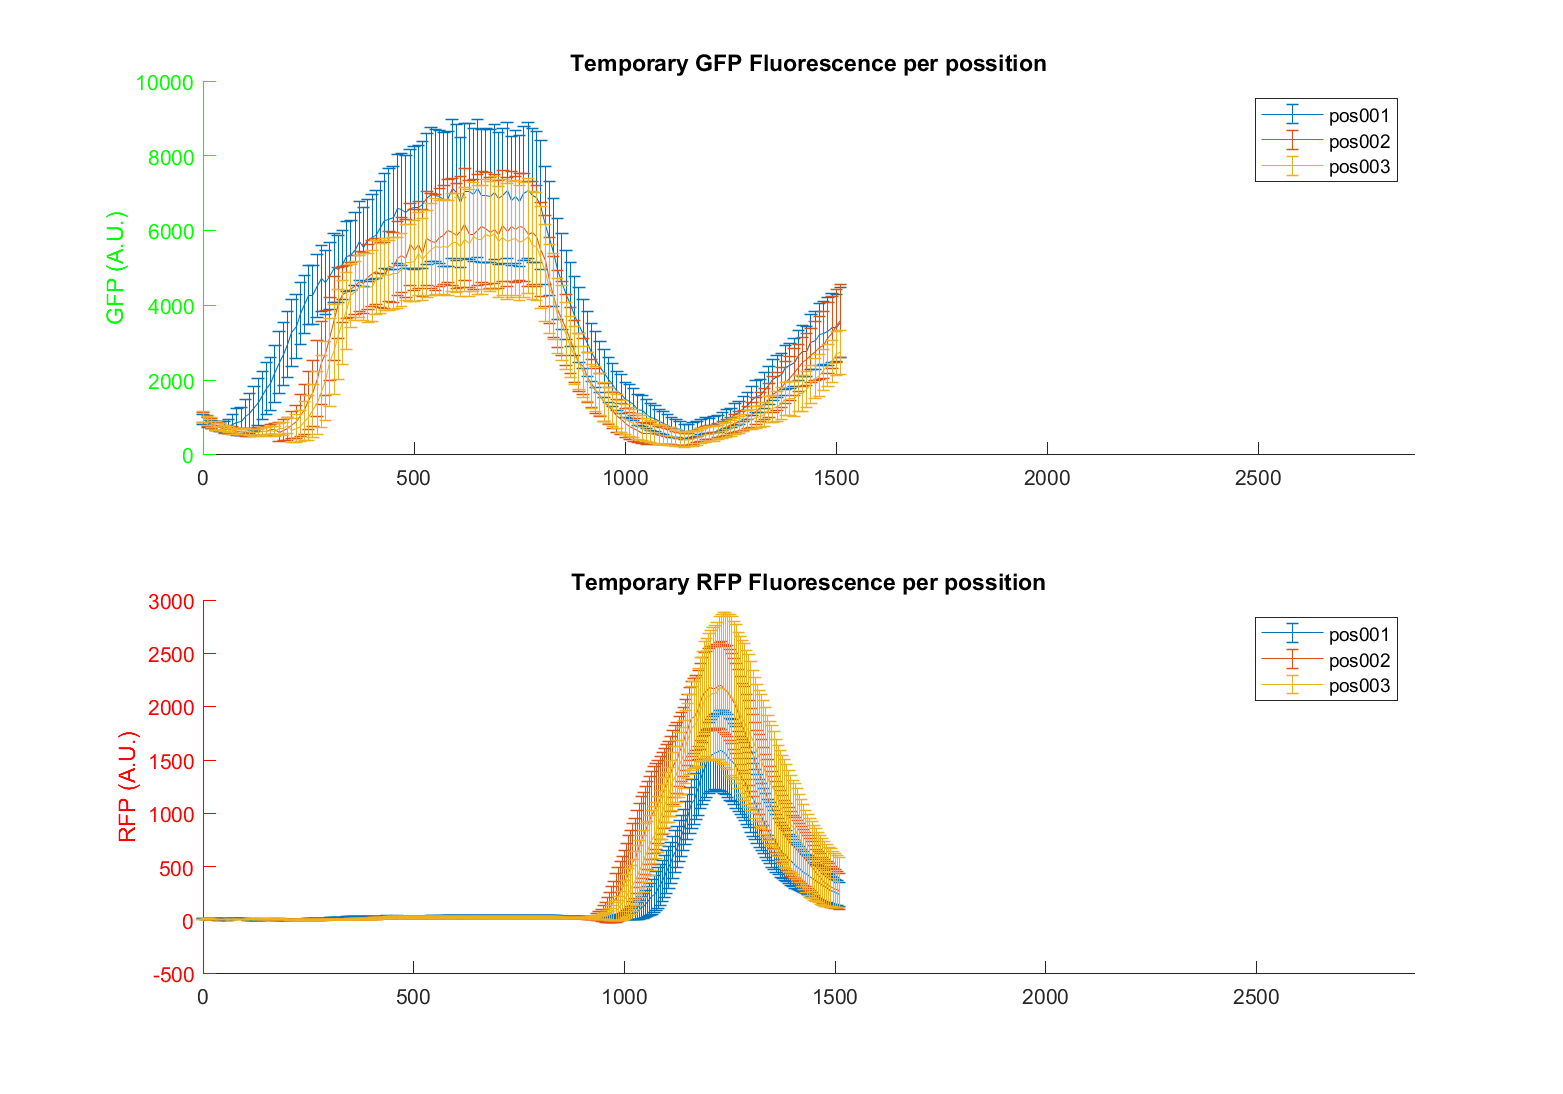 Temporary GFP Fluorescence per possition
GFP (A.U.)
10000
8000
6000
4000
2000
0
0 500 1000 1500 2000 2500
pos001
pos002
pos003
Temporary RFP Fluorescence per possition
RFP (A.U.)
3000
2500
2000
1500
1000
500
0
-500
0 500 1000 1500 2000 2500
pos001
pos002
pos003